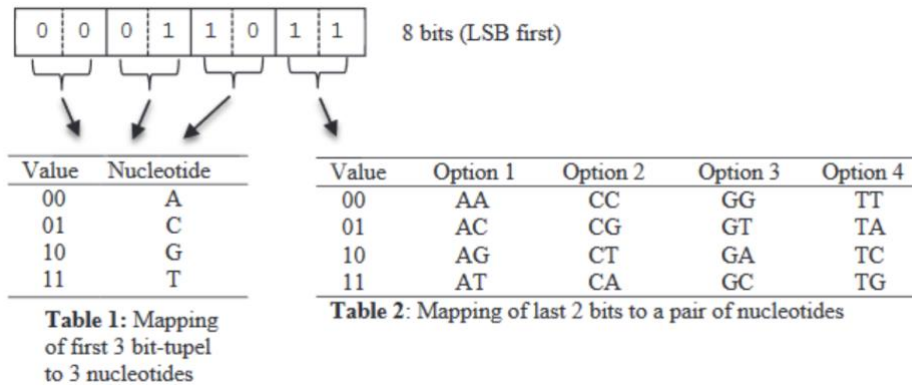 0 0 0 1 1 0 1 1 8 bits (LSB first)
Value Nucleotide
00 A
01 C
10 G
11 T
Table 1: Mapping
of first 3 bit-tupel
to 3 nucleotides
Value Option 1 Option 2 Option 3 Option 4
00 AA CC GG TT
01 AC CG GT TA
10 AG CT GA TC
11 AT CA GC TG
Table 2: Mapping of last 2 bits to a pair of nucleotides